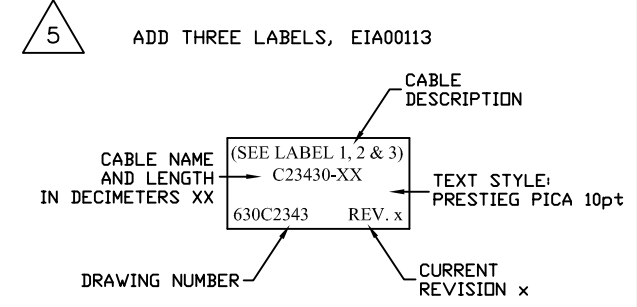 5
ADD THREE LABELS, EIA00113
CABLE
DESCRIPTION
(SEE LABEL 1, 2 & 3)
C23430-XX
630C2343 REV. x
CABLE NAME
AND LENGTH
IN DECIMETERS XX
TEXT STYLE:
PRESTIEG PICA 10pt
DRAWING NUMBER
CURRENT
REVISION x